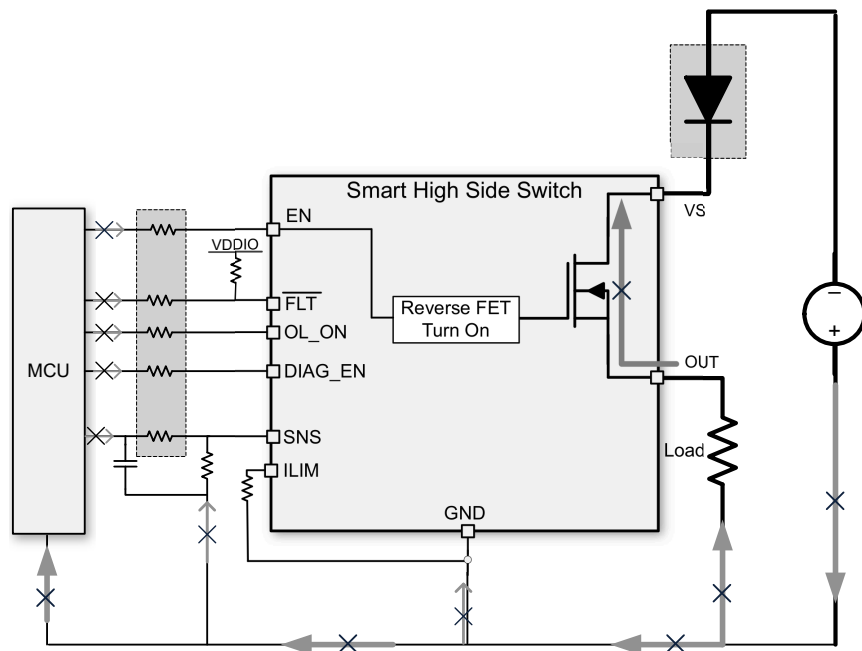 Smart High Side Switch
VS
EN
VDDIO
FLT
Reverse FET
Turn On
OL_ON
OUT
MCU
DIAG_EN
SNS
Load
ILIM
GND
−
+